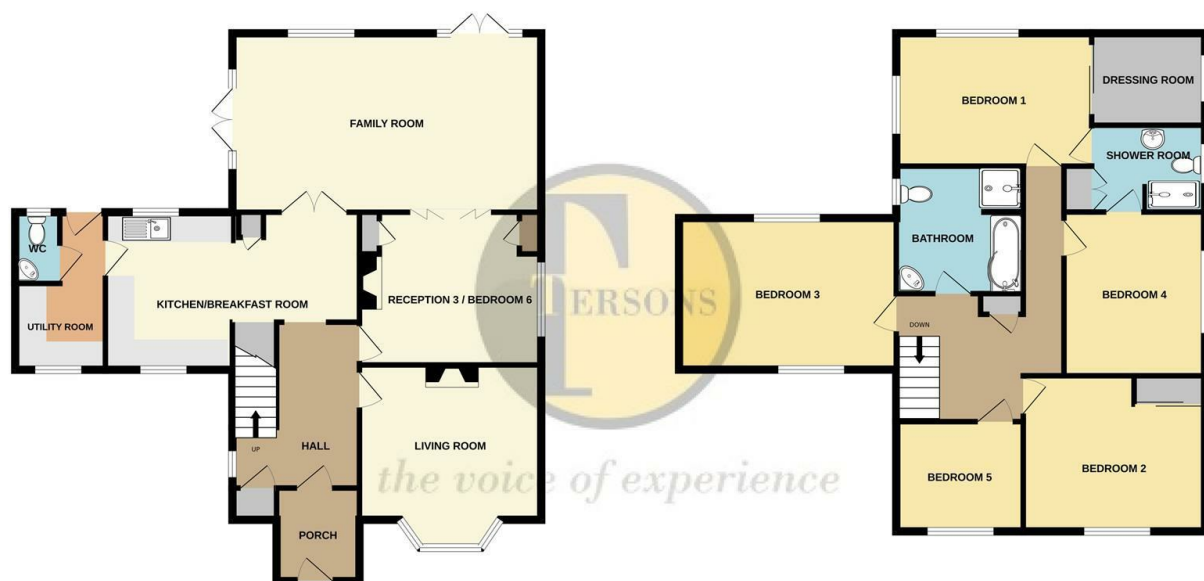 FAMILY ROOM
WC
UTILITY ROOM
KITCHEN/BREAKFAST ROOM
RECEPTION 3 / BEDROOM 6
UP
HALL
LIVING ROOM
PORCH
BEDROOM 1
DRESSING ROOM
SHOWER ROOM
BATHROOM
BEDROOM 3
BEDROOM 4
DOWN
BEDROOM 5
BEDROOM 2
TERSONS
the voice of experience